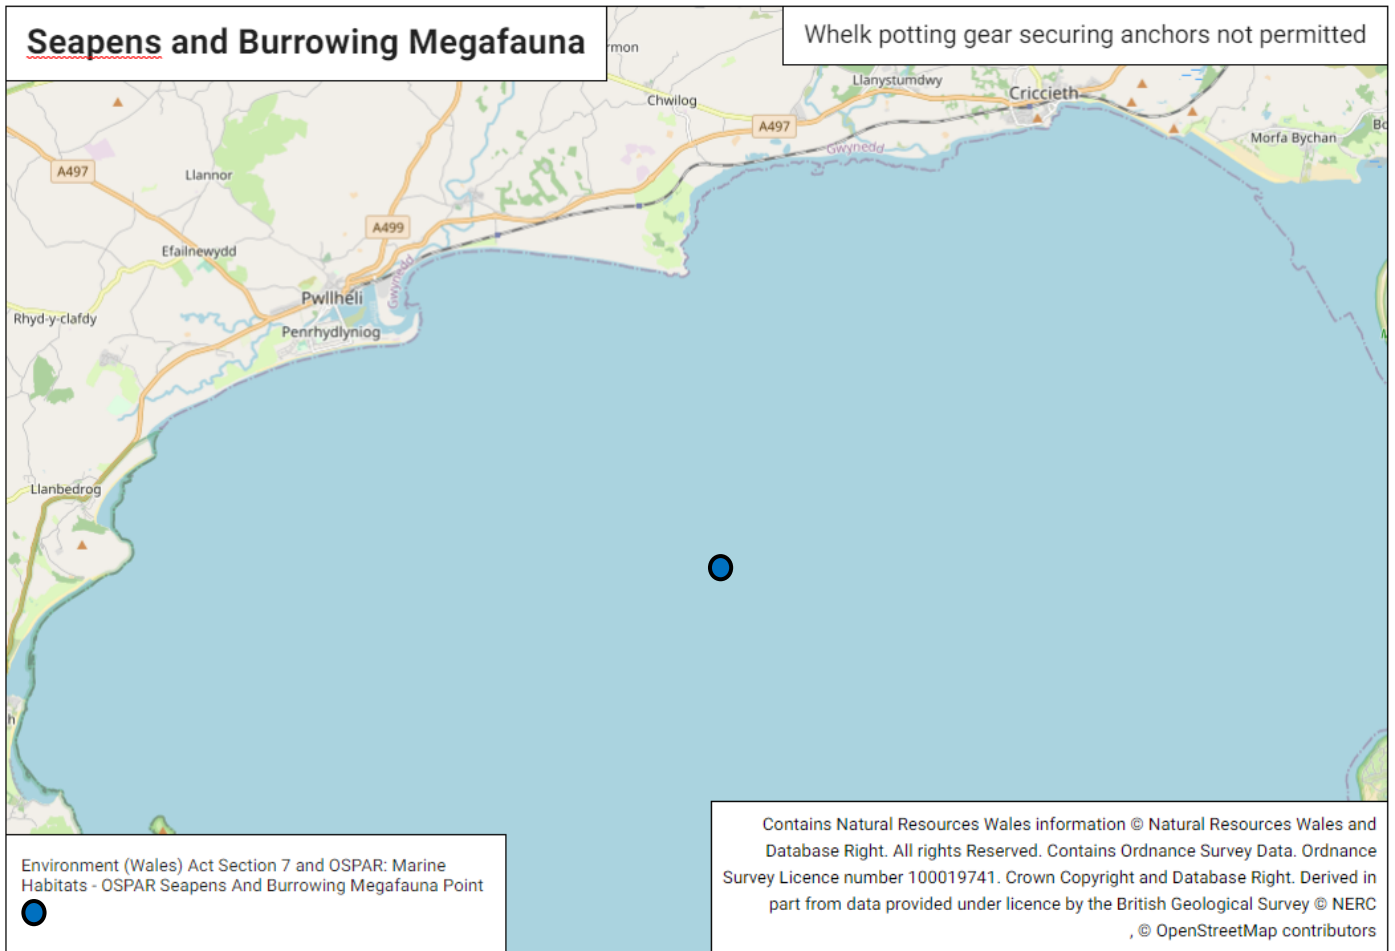 Seapens and Burrowing Megafauna
Whelk potting gear securing anchors not permitted
rmon
Llanystumdwy
Criccieth
Chwilog
A497
Gwynedd
Morfa Bychan
A497
Llannor
A499
Efailnewydd
Gwynedd
Pwllheli
Rhyd-y-clafdy
Penrhydlyniog
Llanbedrog
h
Environment (Wales) Act Section 7 and OSPAR: Marine
Habitats - OSPAR Seapens And Burrowing Megafauna Point
Contains Natural Resources Wales information © Natural Resources Wales and
Database Right. All rights Reserved. Contains Ordnance Survey Data. Ordnance
Survey Licence number 100019741. Crown Copyright and Database Right. Derived in
part from data provided under licence by the British Geological Survey © NERC
, © OpenStreetMap contributors